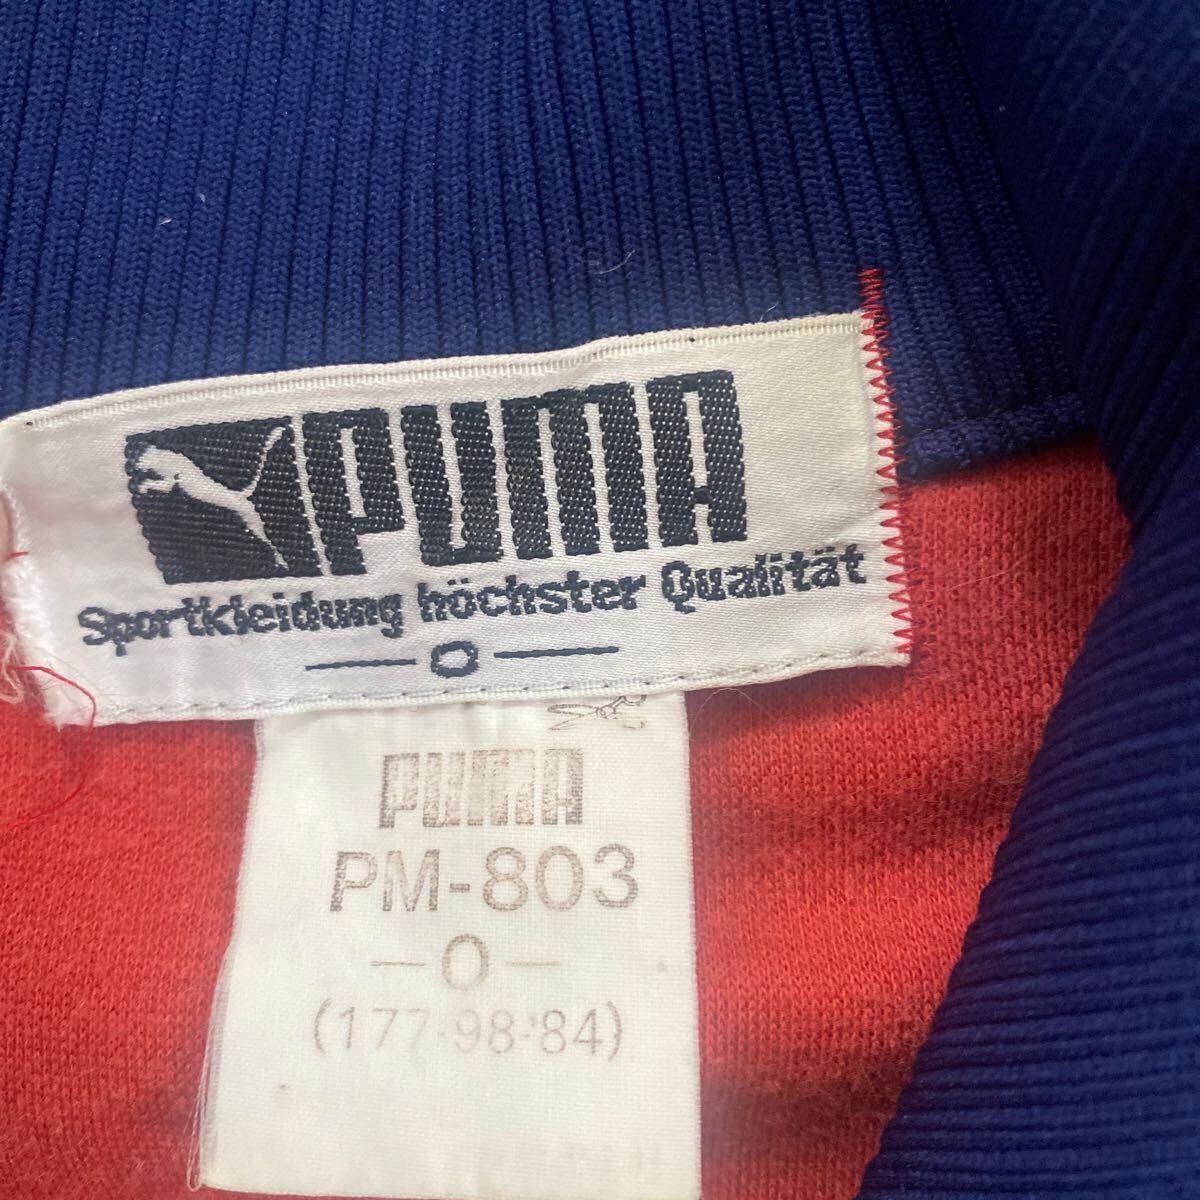 PUMA
Sportkleidung höchster Qualität
— O —
PUMA
PM-803
— O —
(177·98·84)